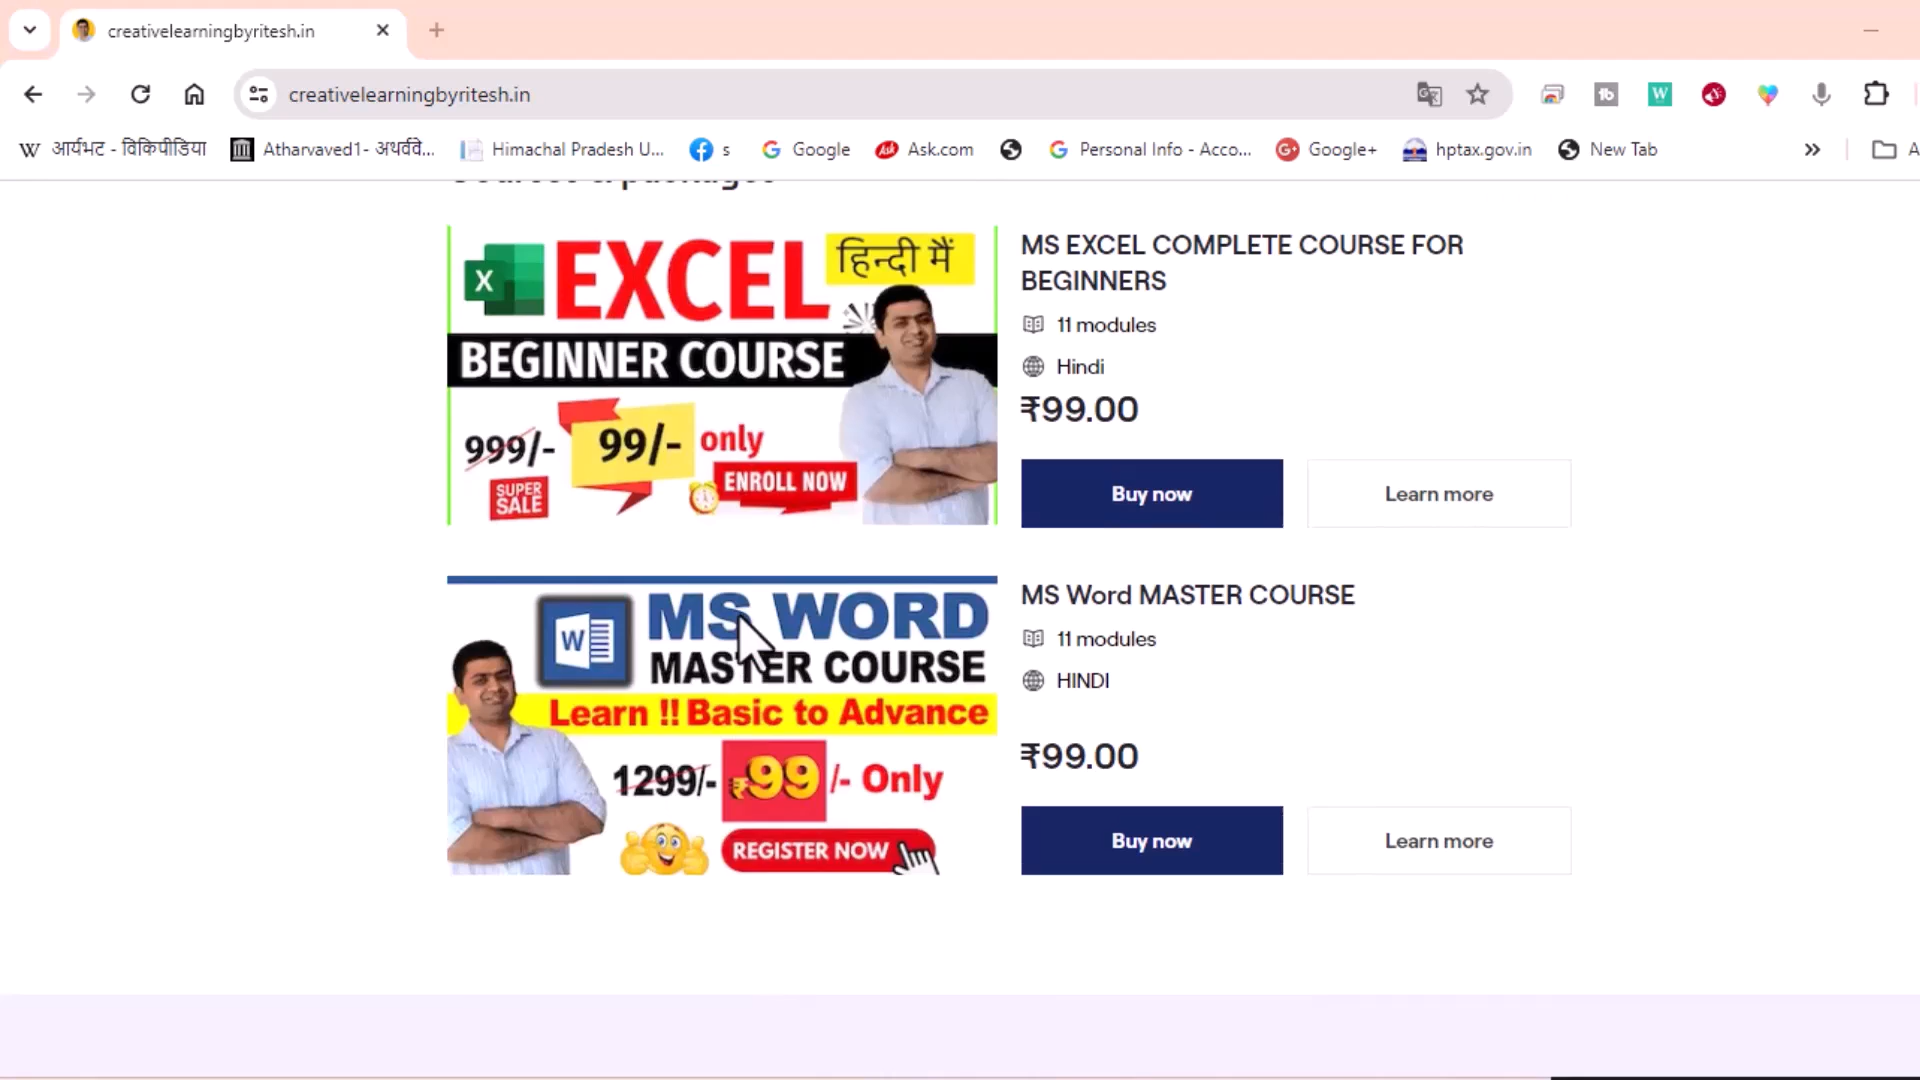 creativelearningbyritesh.in
creativelearningbyritesh.in
W आर्यभट - विकिपीडिया Atharvaved1- अथर्ववे... Himachal Pradesh U... s Google Ask.com Personal Info - Acco... Google+ hptax.gov.in New Tab A
Courses & packages
X EXCEL हिन्दी मैं
BEGINNER COURSE
999/- 99/- only
SUPER SALE
ENROLL NOW
MS EXCEL COMPLETE COURSE FOR
BEGINNERS
11 modules
Hindi
₹99.00
Buy now Learn more
W MS WORD
MASTER COURSE
Learn !! Basic to Advance
1299/- ₹99/- Only
REGISTER NOW
MS Word MASTER COURSE
11 modules
HINDI
₹99.00
Buy now Learn more